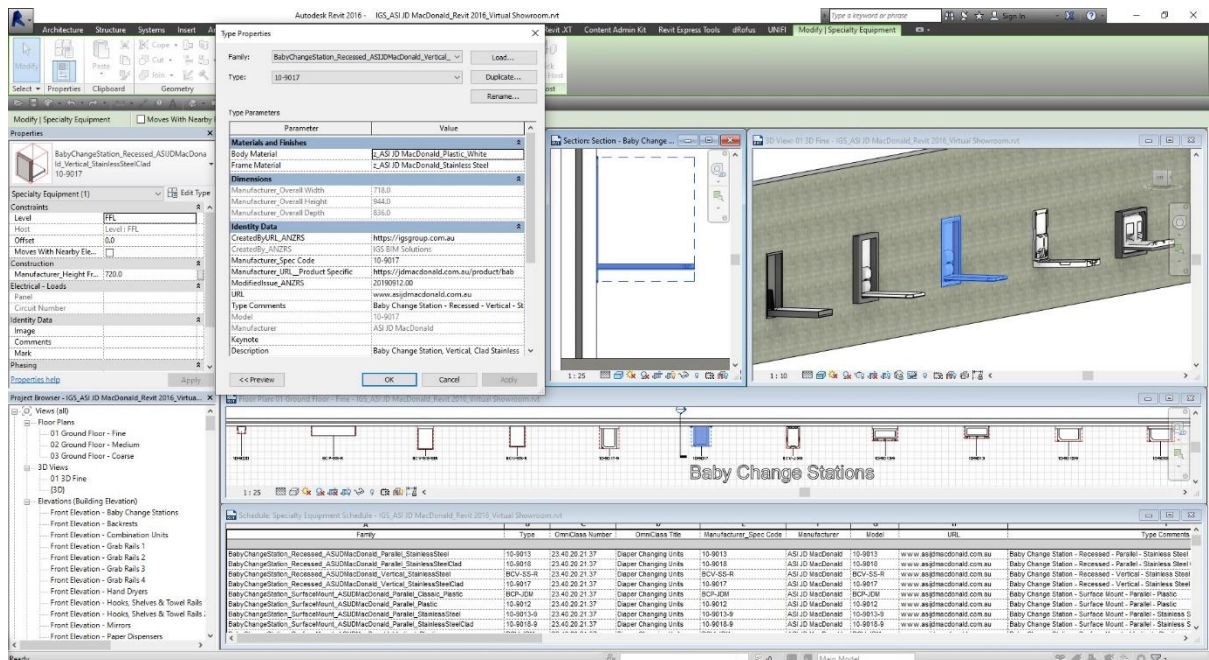 Autodesk Revit 2016 - IGS_ASI JD MacDonald_Revit 2016_Virtual Showroom.rvt
Type a keyword or phrase
Sign In
Architecture Structure Systems Insert
Revit JXT Content Admin Kit Revit Express Tools dRofus UNIFI Modify | Specialty Equipment
Modify
Paste
Cope
Cut
Join
Select Properties Clipboard Geometry
Modify | Specialty Equipment Moves With Nearby
Properties
BabyChangeStation_Recessed_ASIJDMacDona
ld_Vertical_StainlessSteelClad
10-9017
Specialty Equipment (1) Edit Type
Constraints
Level FFL
Host Level : FFL
Offset 0.0
Moves With Nearby Ele...
Construction
Manufacturer_Height Fr... 720.0
Electrical - Loads
Panel
Circuit Number
Identity Data
Image
Comments
Mark
Phasing
Properties help Apply
Type Properties
Family: BabyChangeStation_Recessed_ASIJDMacDonald_Vertical_ Load...
Type: 10-9017 Duplicate...
Rename...
Type Parameters
Parameter Value
Materials and Finishes
Body Material z_ASI JD MacDonald_Plastic_White
Frame Material z_ASI JD MacDonald_Stainless Steel
Dimensions
Manufacturer_Overall Width 718.0
Manufacturer_Overall Height 944.0
Manufacturer_Overall Depth 836.0
Identity Data
CreatedByURL_ANZRS https://igsgroup.com.au
CreatedBy_ANZRS IGS BIM Solutions
Manufacturer_Spec Code 10-9017
Manufacturer_URL__Product Specific https://jdmacdonald.com.au/product/bab
ModifiedIssue_ANZRS 20190912.00
URL www.asijdmacdonald.com.au
Type Comments Baby Change Station - Recessed - Vertical - St
Model 10-9017
Manufacturer ASI JD MacDonald
Keynote
Description Baby Change Station, Vertical, Clad Stainless
<< Preview OK Cancel Apply
Section: Section - Baby Change ...
1 : 25
3D View: 01 3D Fine - IGS_ASI JD MacDonald_Revit 2016_Virtual Showroom.rvt
1 : 10
Project Browser - IGS_ASI JD MacDonald_Revit 2016_Virtua...
Views (all)
Floor Plans
01 Ground Floor - Fine
02 Ground Floor - Medium
03 Ground Floor - Coarse
3D Views
01 3D Fine
{3D}
Elevations (Building Elevation)
Front Elevation - Baby Change Stations
Front Elevation - Backrests
Front Elevation - Combination Units
Front Elevation - Grab Rails 1
Front Elevation - Grab Rails 2
Front Elevation - Grab Rails 3
Front Elevation - Grab Rails 4
Front Elevation - Hand Dryers
Front Elevation - Hooks, Shelves & Towel Rails
Front Elevation - Hooks, Shelves & Towel Rails
Front Elevation - Mirrors
Front Elevation - Paper Dispensers
Floor Plan: 01 Ground Floor - Fine - IGS_ASI JD MacDonald_Revit 2016_Virtual Showroom.rvt
Baby Change Stations
1 : 25
Schedule: Specialty Equipment Schedule - IGS_ASI JD MacDonald_Revit 2016_Virtual Showroom.rvt
Family Type OmniClass Number OmniClass Title Manufacturer_Spec Code Manufacturer Model URL Type Comments
BabyChangeStation_Recessed_ASIJDMacDonald_Parallel_StainlessSteel 10-9013 23.40.20.21.37 Diaper Changing Units 10-9013 ASI JD MacDonald 10-9013 www.asijdmacdonald.com.au Baby Change Station - Recessed - Parallel - Stainless Steel
BabyChangeStation_Recessed_ASIJDMacDonald_Parallel_StainlessSteelClad 10-9018 23.40.20.21.37 Diaper Changing Units 10-9018 ASI JD MacDonald 10-9018 www.asijdmacdonald.com.au Baby Change Station - Recessed - Parallel - Stainless Steel
BabyChangeStation_Recessed_ASIJDMacDonald_Vertical_StainlessSteel BCV-SS-R 23.40.20.21.37 Diaper Changing Units BCV-SS-R ASI JD MacDonald BCV-SS-R www.asijdmacdonald.com.au Baby Change Station - Recessed - Vertical - Stainless Steel
BabyChangeStation_Recessed_ASIJDMacDonald_Vertical_StainlessSteelClad 10-9017 23.40.20.21.37 Diaper Changing Units 10-9017 ASI JD MacDonald 10-9017 www.asijdmacdonald.com.au Baby Change Station - Recessed - Vertical - Stainless Steel
BabyChangeStation_SurfaceMount_ASIJDMacDonald_Parallel_Classic_Plastic BCP-JDM 23.40.20.21.37 Diaper Changing Units BCP-JDM ASI JD MacDonald BCP-JDM www.asijdmacdonald.com.au Baby Change Station - Surface Mount - Parallel - Plastic
BabyChangeStation_SurfaceMount_ASIJDMacDonald_Parallel_Plastic 10-9012 23.40.20.21.37 Diaper Changing Units 10-9012 ASI JD MacDonald 10-9012 www.asijdmacdonald.com.au Baby Change Station - Surface Mount - Parallel - Plastic
BabyChangeStation_SurfaceMount_ASIJDMacDonald_Parallel_StainlessSteel 10-9013-9 23.40.20.21.37 Diaper Changing Units 10-9013-9 ASI JD MacDonald 10-9013-9 www.asijdmacdonald.com.au Baby Change Station - Surface Mount - Parallel - Stainless S
BabyChangeStation_SurfaceMount_ASIJDMacDonald_Parallel_StainlessSteelClad 10-9018-9 23.40.20.21.37 Diaper Changing Units 10-9018-9 ASI JD MacDonald 10-9018-9 www.asijdmacdonald.com.au Baby Change Station - Surface Mount - Parallel - Stainless S
Ready
Main Model